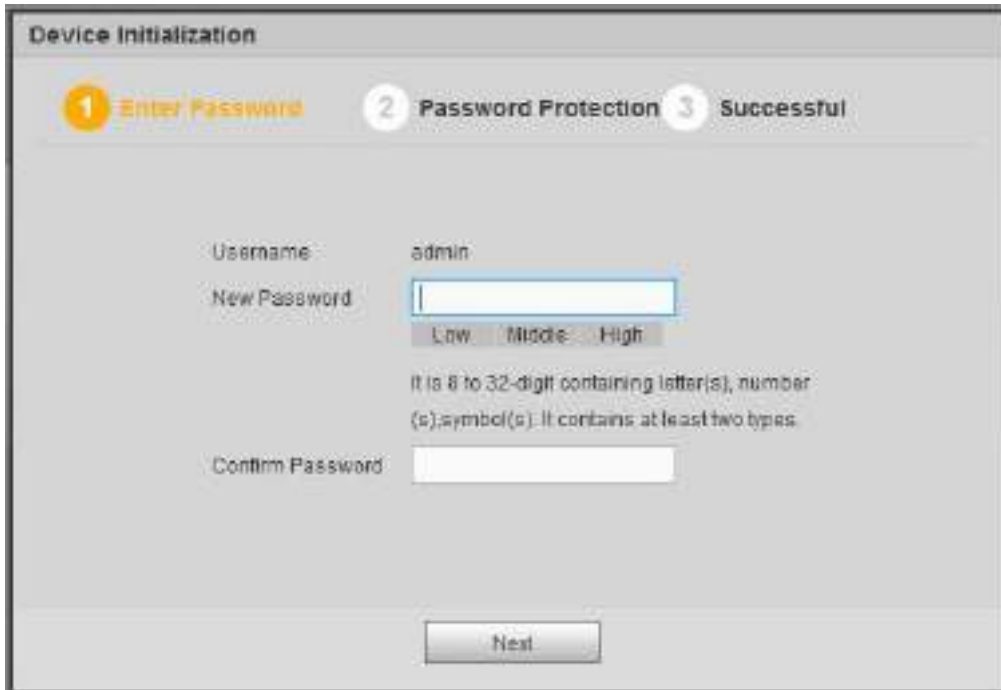 Device Initialization
1 Enter Password 2 Password Protection 3 Successful
Username admin
New Password
Low Middle High
It is 8 to 32-digit containing letter(s), number
(s),symbol(s). It contains at least two types.
Confirm Password
Next